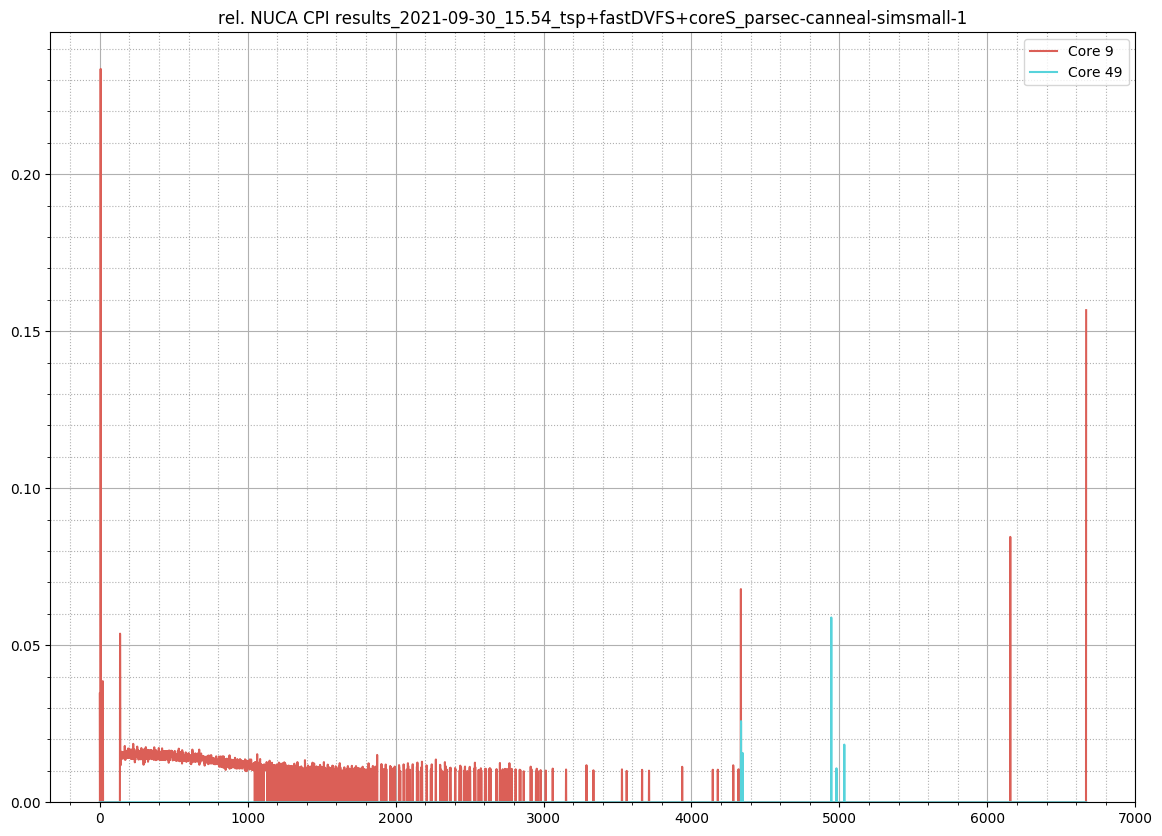 rel. NUCA CPI results_2021-09-30_15.54_tsp+fastDVFS+coreS_parsec-canneal-simsmall-1
Core 9
Core 49
0.20
0.15
0.10
0.05
0.00
0 1000 2000 3000 4000 5000 6000 7000